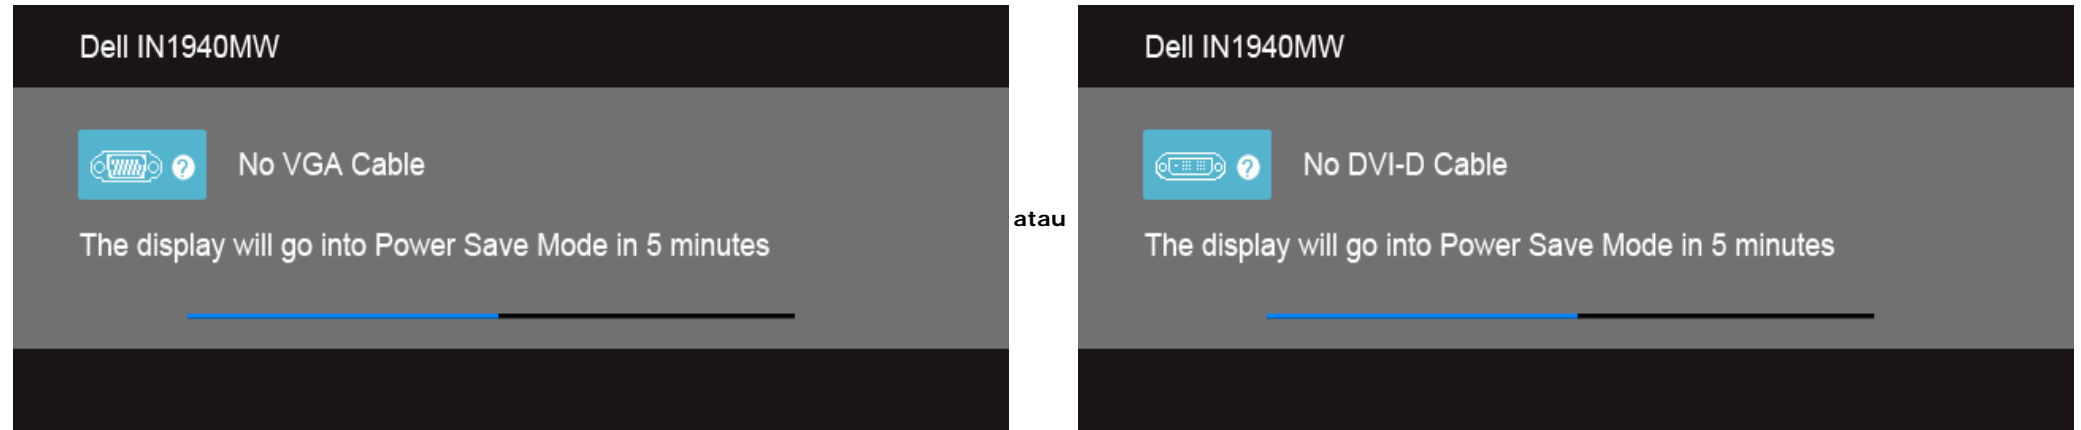 Dell IN1940MW
No VGA Cable
The display will go into Power Save Mode in 5 minutes
atau
Dell IN1940MW
No DVI-D Cable
The display will go into Power Save Mode in 5 minutes